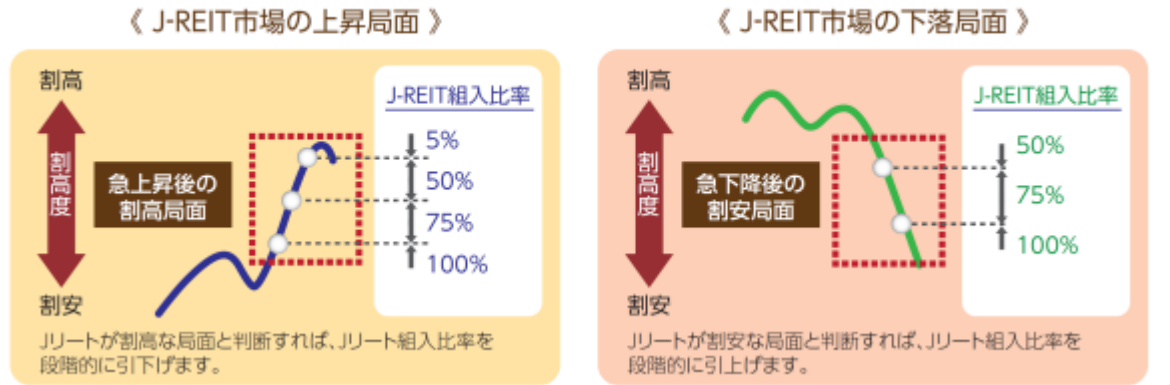 《 J-REIT市場の上昇局面 》
割高
割高度
割安
急上昇後の
割高局面
J-REIT組入比率
5%
50%
75%
100%
Jリートが割高な局面と判断すれば、Jリート組入比率を
段階的に引下げます。
《 J-REIT市場の下落局面 》
割高
割高度
割安
急下降後の
割安局面
J-REIT組入比率
50%
75%
100%
Jリートが割安な局面と判断すれば、Jリート組入比率を
段階的に引上げます。